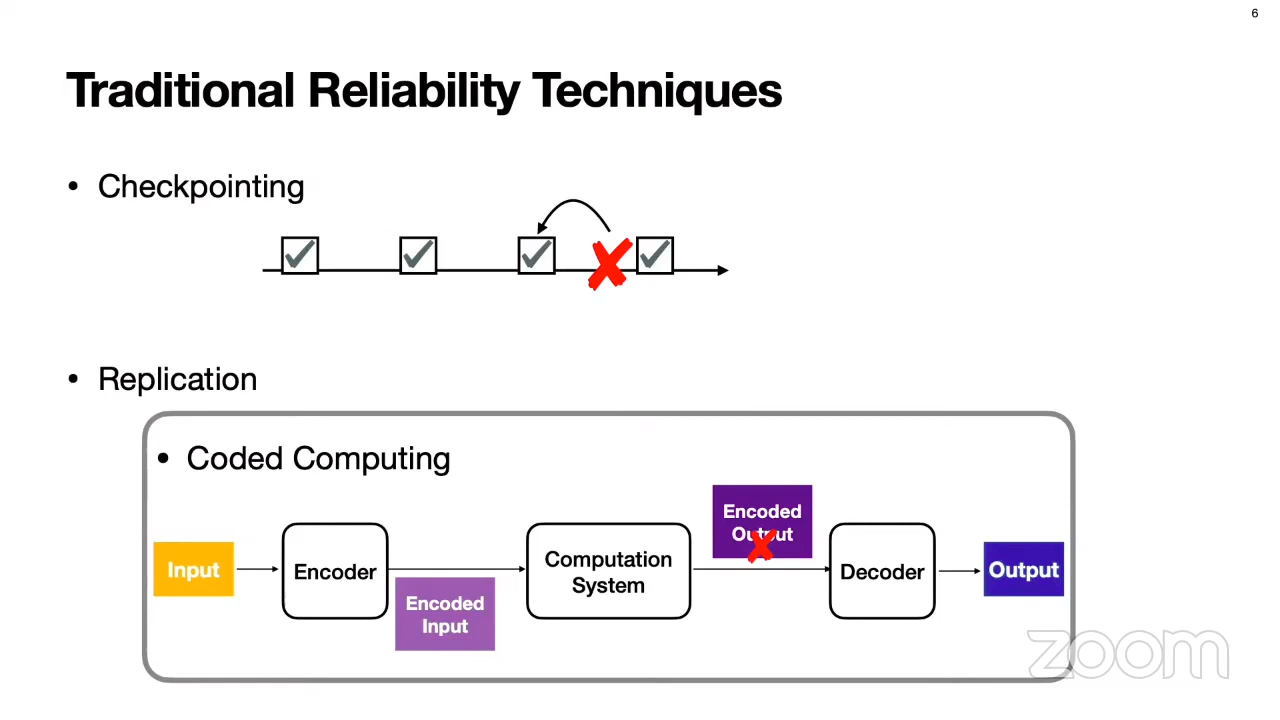 6
Traditional Reliability Techniques
• Checkpointing
• Replication
• Coded Computing
Input
Encoder
Encoded
Input
Computation
System
Encoded
Output
Decoder
Output
zoom